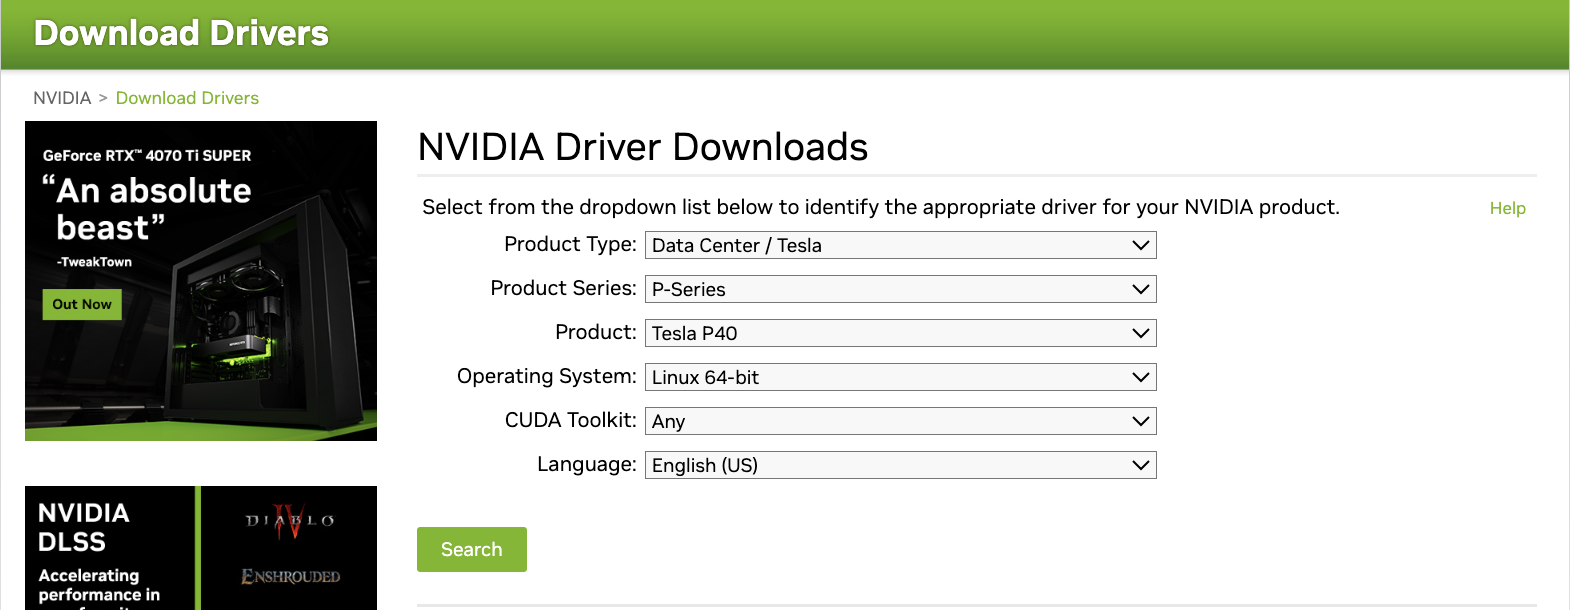 Download Drivers
NVIDIA > Download Drivers
GeForce RTX™ 4070 Ti SUPER
“An absolute
beast”
-TweakTown
Out Now
NVIDIA
DLSS
Accelerating
performance in
DIABLO
IV
ENSHROUDED
NVIDIA Driver Downloads
Select from the dropdown list below to identify the appropriate driver for your NVIDIA product.
Help
Product Type: Data Center / Tesla
Product Series: P-Series
Product: Tesla P40
Operating System: Linux 64-bit
CUDA Toolkit: Any
Language: English (US)
Search